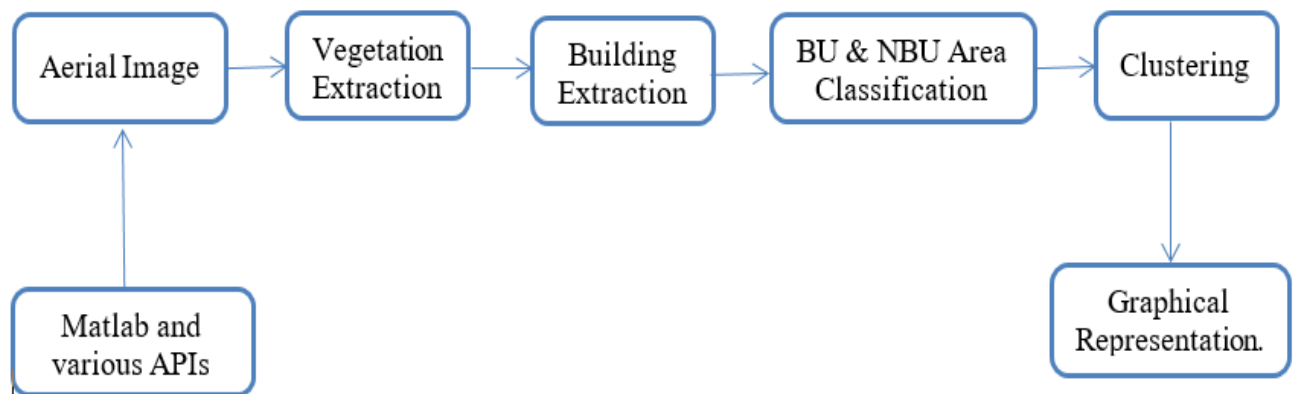 Aerial Image
Vegetation
Extraction
Building
Extraction
BU & NBU Area
Classification
Clustering
Matlab and
various APIs
Graphical
Representation.